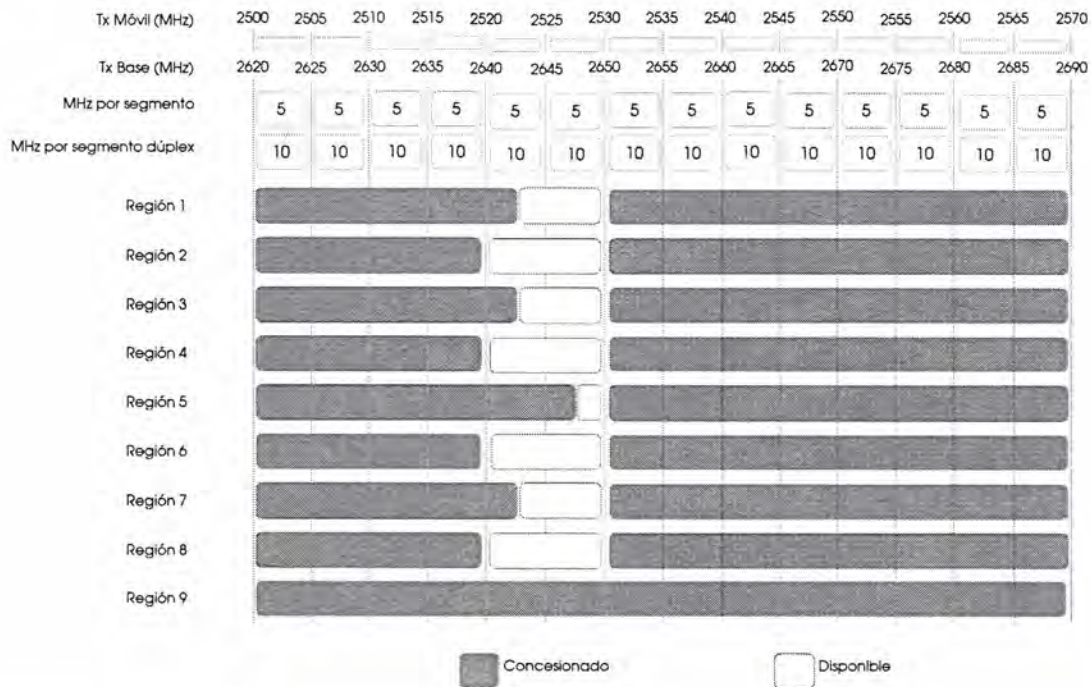 Tx Móvil (MHz) 2500 2505 2510 2515 2520 2525 2530 2535 2540 2545 2550 2555 2560 2565 2570
Tx Base (MHz) 2620 2625 2630 2635 2640 2645 2650 2655 2660 2665 2670 2675 2680 2685 2690
MHz por segmento 5 5 5 5 5 5 5 5 5 5 5 5 5 5
MHz por segmento dúplex 10 10 10 10 10 10 10 10 10 10 10 10 10 10
Región 1
Región 2
Región 3
Región 4
Región 5
Región 6
Región 7
Región 8
Región 9
Concesionado Disponible